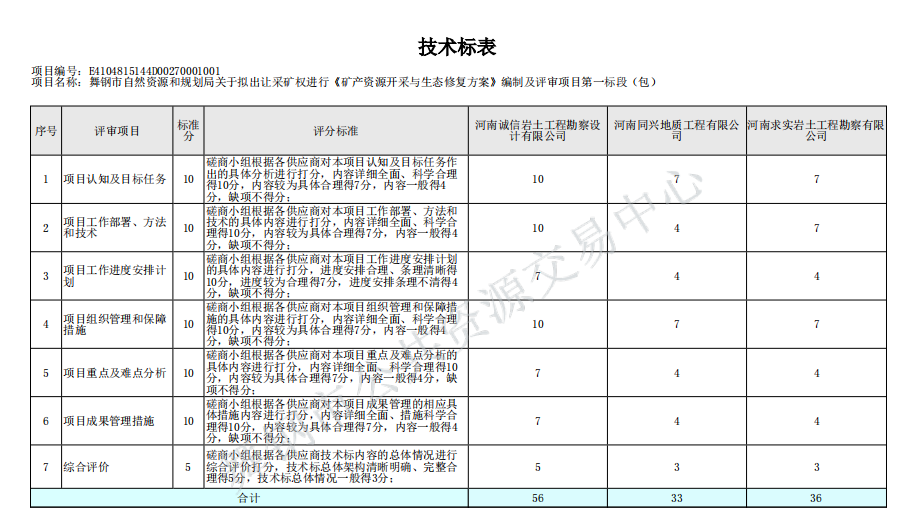 技术标表
项目编号：E4104815144D00270001001
项目名称：舞钢市自然资源和规划局关于拟出让采矿权进行《矿产资源开采与生态修复方案》编制及评审项目第一标段（包）
序号 评审项目 标准分 评分标准 河南诚信岩土工程勘察设计有限公司 河南同兴地质工程有限公司 河南求实岩土工程勘察有限公司
1 项目认知及目标任务 10 磋商小组根据各供应商对本项目认知及目标任务作
出的具体分析进行打分，内容详细全面、科学合理
得10分，内容较为具体合理得7分，内容一般得4
分，缺项不得分； 10 7 7
2 项目工作部署、方法和技术 10 磋商小组根据各供应商对本项目工作部署、方法和
技术的具体内容进行打分，内容详细全面、科学合
理得10分，内容较为具体合理得7分，内容一般得4
分，缺项不得分； 10 4 7
3 项目工作进度安排计划 10 磋商小组根据各供应商对本项目工作进度安排计划
的具体内容进行打分，进度安排合理、条理清晰得
10分，进度较为合理得7分，进度安排条理不清得4
分，缺项不得分； 7 4 4
4 项目组织管理和保障措施 10 磋商小组根据各供应商对本项目组织管理和保障措
施的具体内容进行打分，内容详细全面、科学合理
得10分，内容较为具体合理得7分，内容一般得4
分，缺项不得分； 10 7 7
5 项目重点及难点分析 10 磋商小组根据各供应商对本项目重点及难点分析的
具体内容进行打分，内容详细全面、科学合理得10
分，内容较为具体合理得7分，内容一般得4分，缺
项不得分； 7 4 4
6 项目成果管理措施 10 磋商小组根据各供应商对本项目成果管理的相应具
体措施内容进行打分，内容详细全面、措施科学合
理得10分，内容较为具体合理得7分，内容一般得4
分，缺项不得分； 7 4 4
7 综合评价 5 磋商小组根据各供应商技术标内容的总体情况进行
综合评价打分，技术标总体架构清晰明确、完整合
理得5分，技术标总体情况一般得3分； 5 3 3
合计 56 33 36